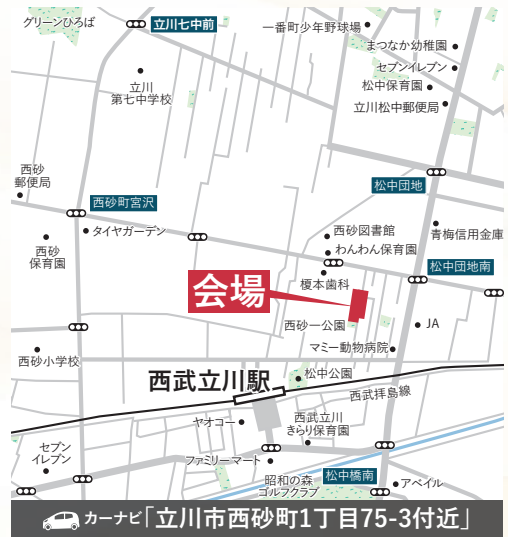 グリーンひろば
立川七中前
一番町少年野球場
まつなか幼稚園
セブンイレブン
松中保育園
立川松中郵便局
立川
第七中学校
西砂
郵便局
西砂町宮沢
松中団地
タイヤガーデン
西砂
保育園
西砂図書館
わんわん保育園
青梅信用金庫
榎本歯科
松中団地南
会場
西砂一公園
JA
マミー動物病院
西砂小学校
西武立川駅
松中公園
西武拝島線
ヤオコー
西武立川
きらり保育園
セブン
イレブン
ファミリーマート
昭和の森
ゴルフクラブ
松中橋南
アベイル
カーナビ「立川市西砂町1丁目75-3付近」